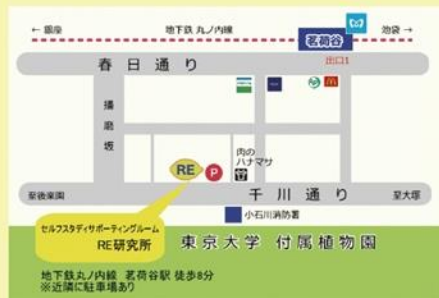 ← 銀座
地下鉄 丸ノ内線
茗荷谷
池袋 →
出口1
春日通り
播磨坂
肉の
ハナマサ
RE
P
至後楽園
千川通り
至大塚
小石川消防署
セルフスタディサポーティングルーム
RE研究所
東京大学 付属植物園
地下鉄丸ノ内線 茗荷谷駅 徒歩8分
※近隣に駐車場あり